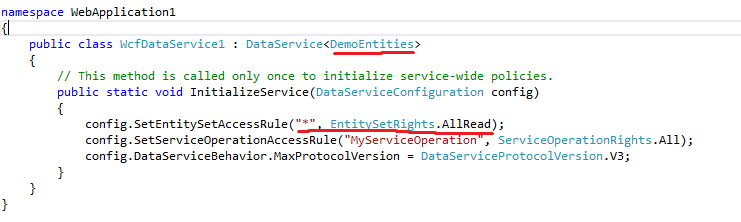 namespace WebApplication1
{
public class WcfDataService1 : DataService<DemoEntities>
{
// This method is called only once to initialize service-wide policies.
public static void InitializeService(DataServiceConfiguration config)
{
config.SetEntitySetAccessRule("*", EntitySetRights.AllRead);
config.SetServiceOperationAccessRule("MyServiceOperation", ServiceOperationRights.All);
config.DataServiceBehavior.MaxProtocolVersion = DataServiceProtocolVersion.V3;
}
}
}